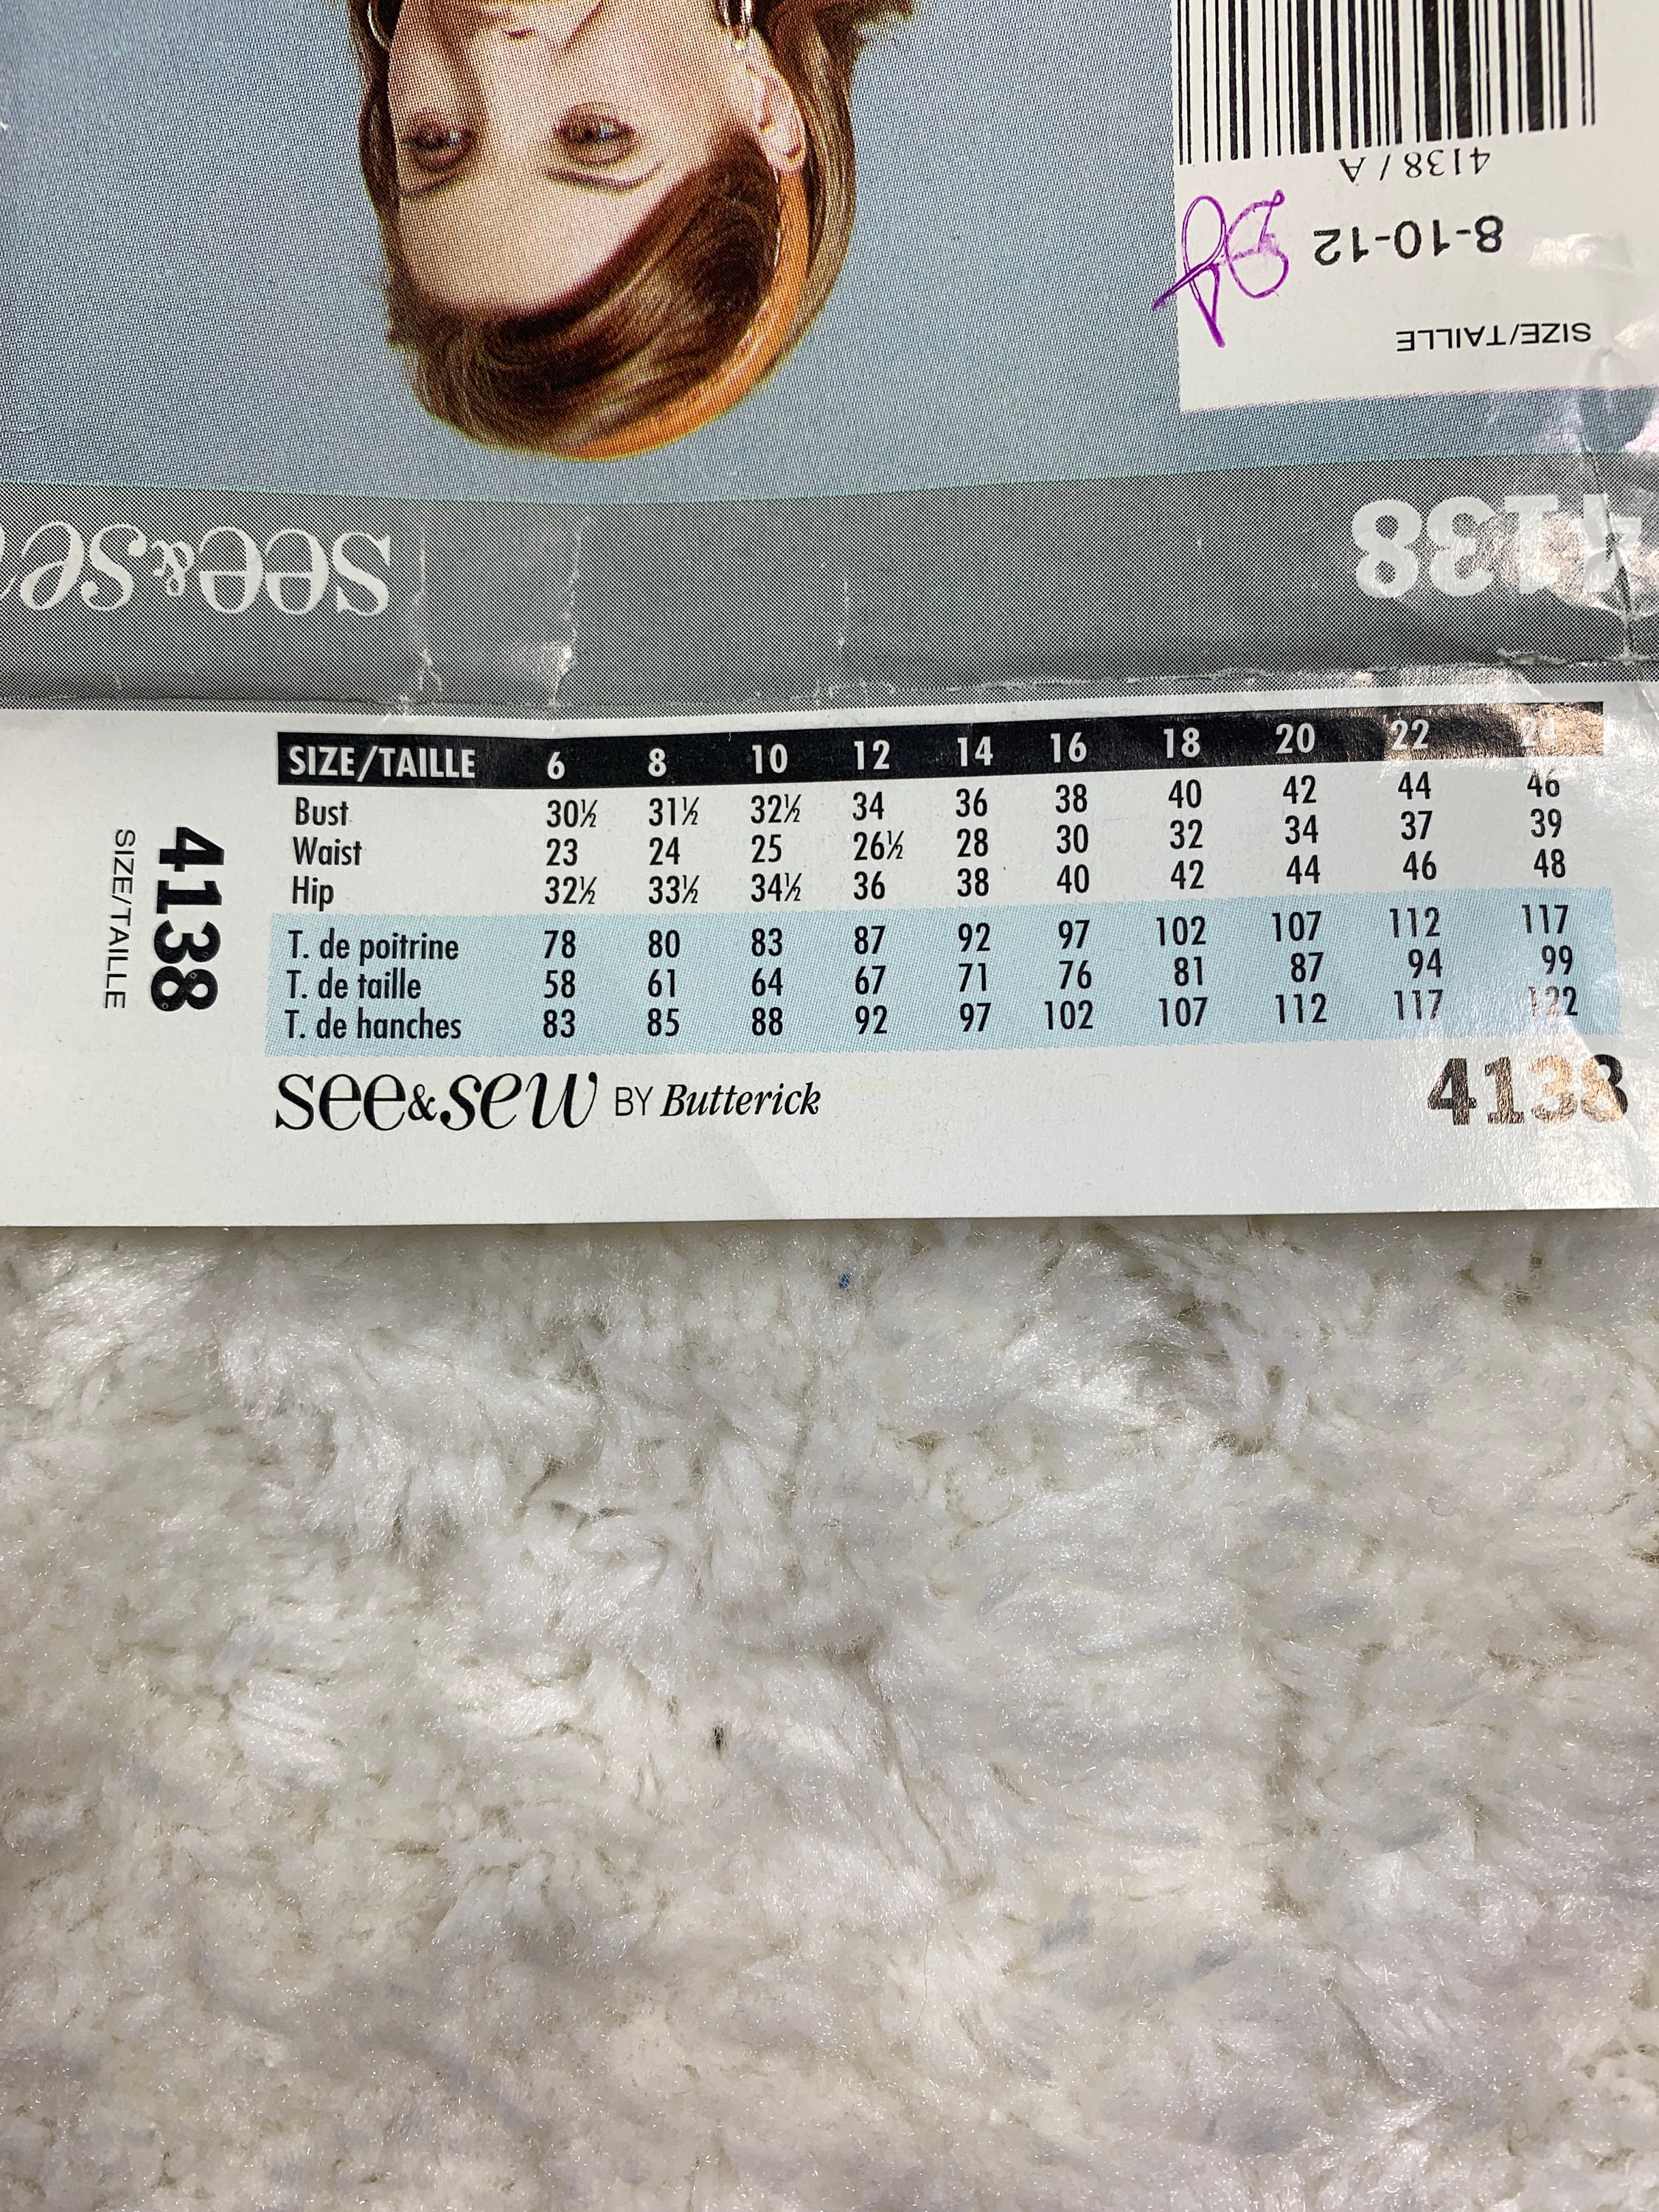 4138 / A
8-10-12
SIZE/TAILLE
4138
see&se
SIZE/TAILLE 6 8 10 12 14 16 18 20 22 24
Bust 30½ 31½ 32½ 34 36 38 40 42 44 46
Waist 23 24 25 26½ 28 30 32 34 37 39
Hip 32½ 33½ 34½ 36 38 40 42 44 46 48
T. de poitrine 78 80 83 87 92 97 102 107 112 117
T. de taille 58 61 64 67 71 76 81 87 94 99
T. de hanches 83 85 88 92 97 102 107 112 117 122
4138
SIZE/TAILLE
see&sew BY Butterick
4138